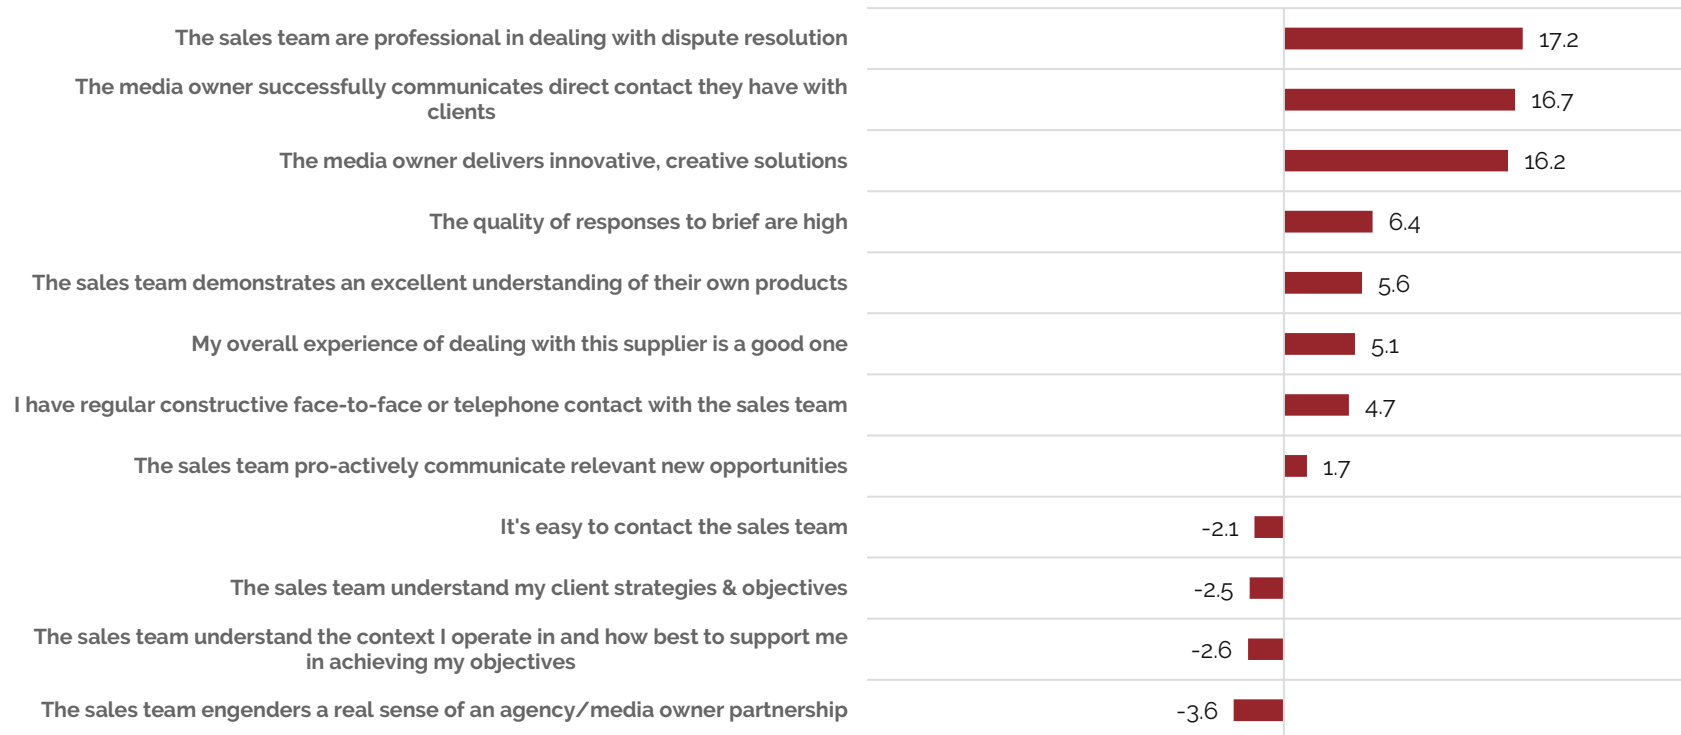 The sales team are professional in dealing with dispute resolution
17.2
The media owner successfully communicates direct contact they have with
clients
16.7
The media owner delivers innovative, creative solutions
16.2
The quality of responses to brief are high
6.4
The sales team demonstrates an excellent understanding of their own products
5.6
My overall experience of dealing with this supplier is a good one
5.1
I have regular constructive face-to-face or telephone contact with the sales team
4.7
The sales team pro-actively communicate relevant new opportunities
1.7
It's easy to contact the sales team
-2.1
The sales team understand my client strategies & objectives
-2.5
The sales team understand the context I operate in and how best to support me
in achieving my objectives
-2.6
The sales team engenders a real sense of an agency/media owner partnership
-3.6